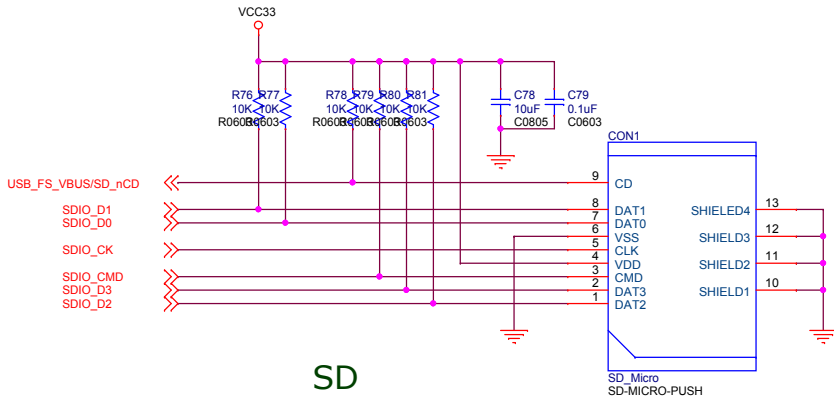 VCC33
R76
10K
R0603
R77
10K
R0603
R78
10K
R0603
R79
10K
R0603
R80
10K
R0603
R81
10K
R0603
C78
10uF
C0805
C79
0.1uF
C0603
CON1
USB_FS_VBUS/SD_nCD
9
CD
SDIO_D1
8
DAT1
SHIELED4
13
SDIO_D0
7
DAT0
6
VSS
SHIELD3
12
SDIO_CK
5
CLK
4
VDD
SHIELD2
11
SDIO_CMD
3
CMD
SDIO_D3
2
DAT3
SHIELD1
10
SDIO_D2
1
DAT2
SD
SD_Micro
SD-MICRO-PUSH